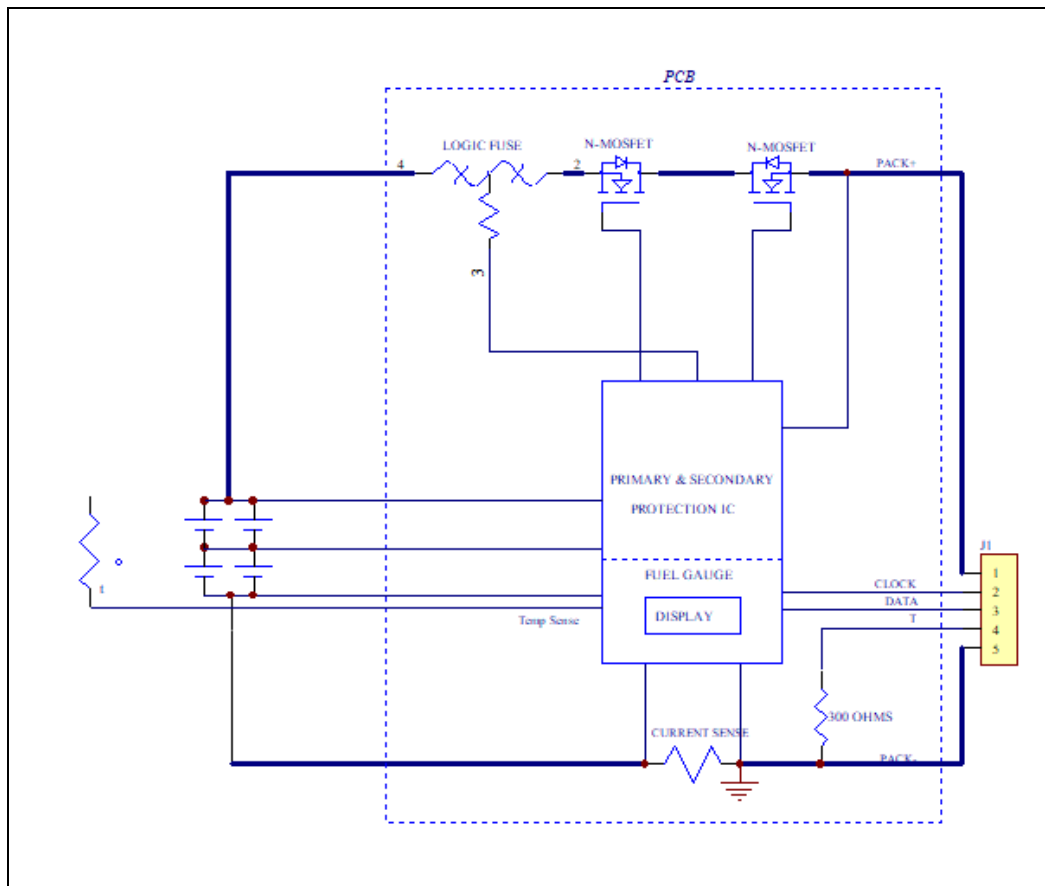 PCB
LOGIC FUSE
N-MOSFET
N-MOSFET
4
2
PACK+
3
PRIMARY & SECONDARY
PROTECTION IC
J1
FUEL GAUGE
1
CLOCK
2
DATA
3
DISPLAY
T
4
t
Temp Sense
5
300 OHMS
CURRENT SENSE
PACK-